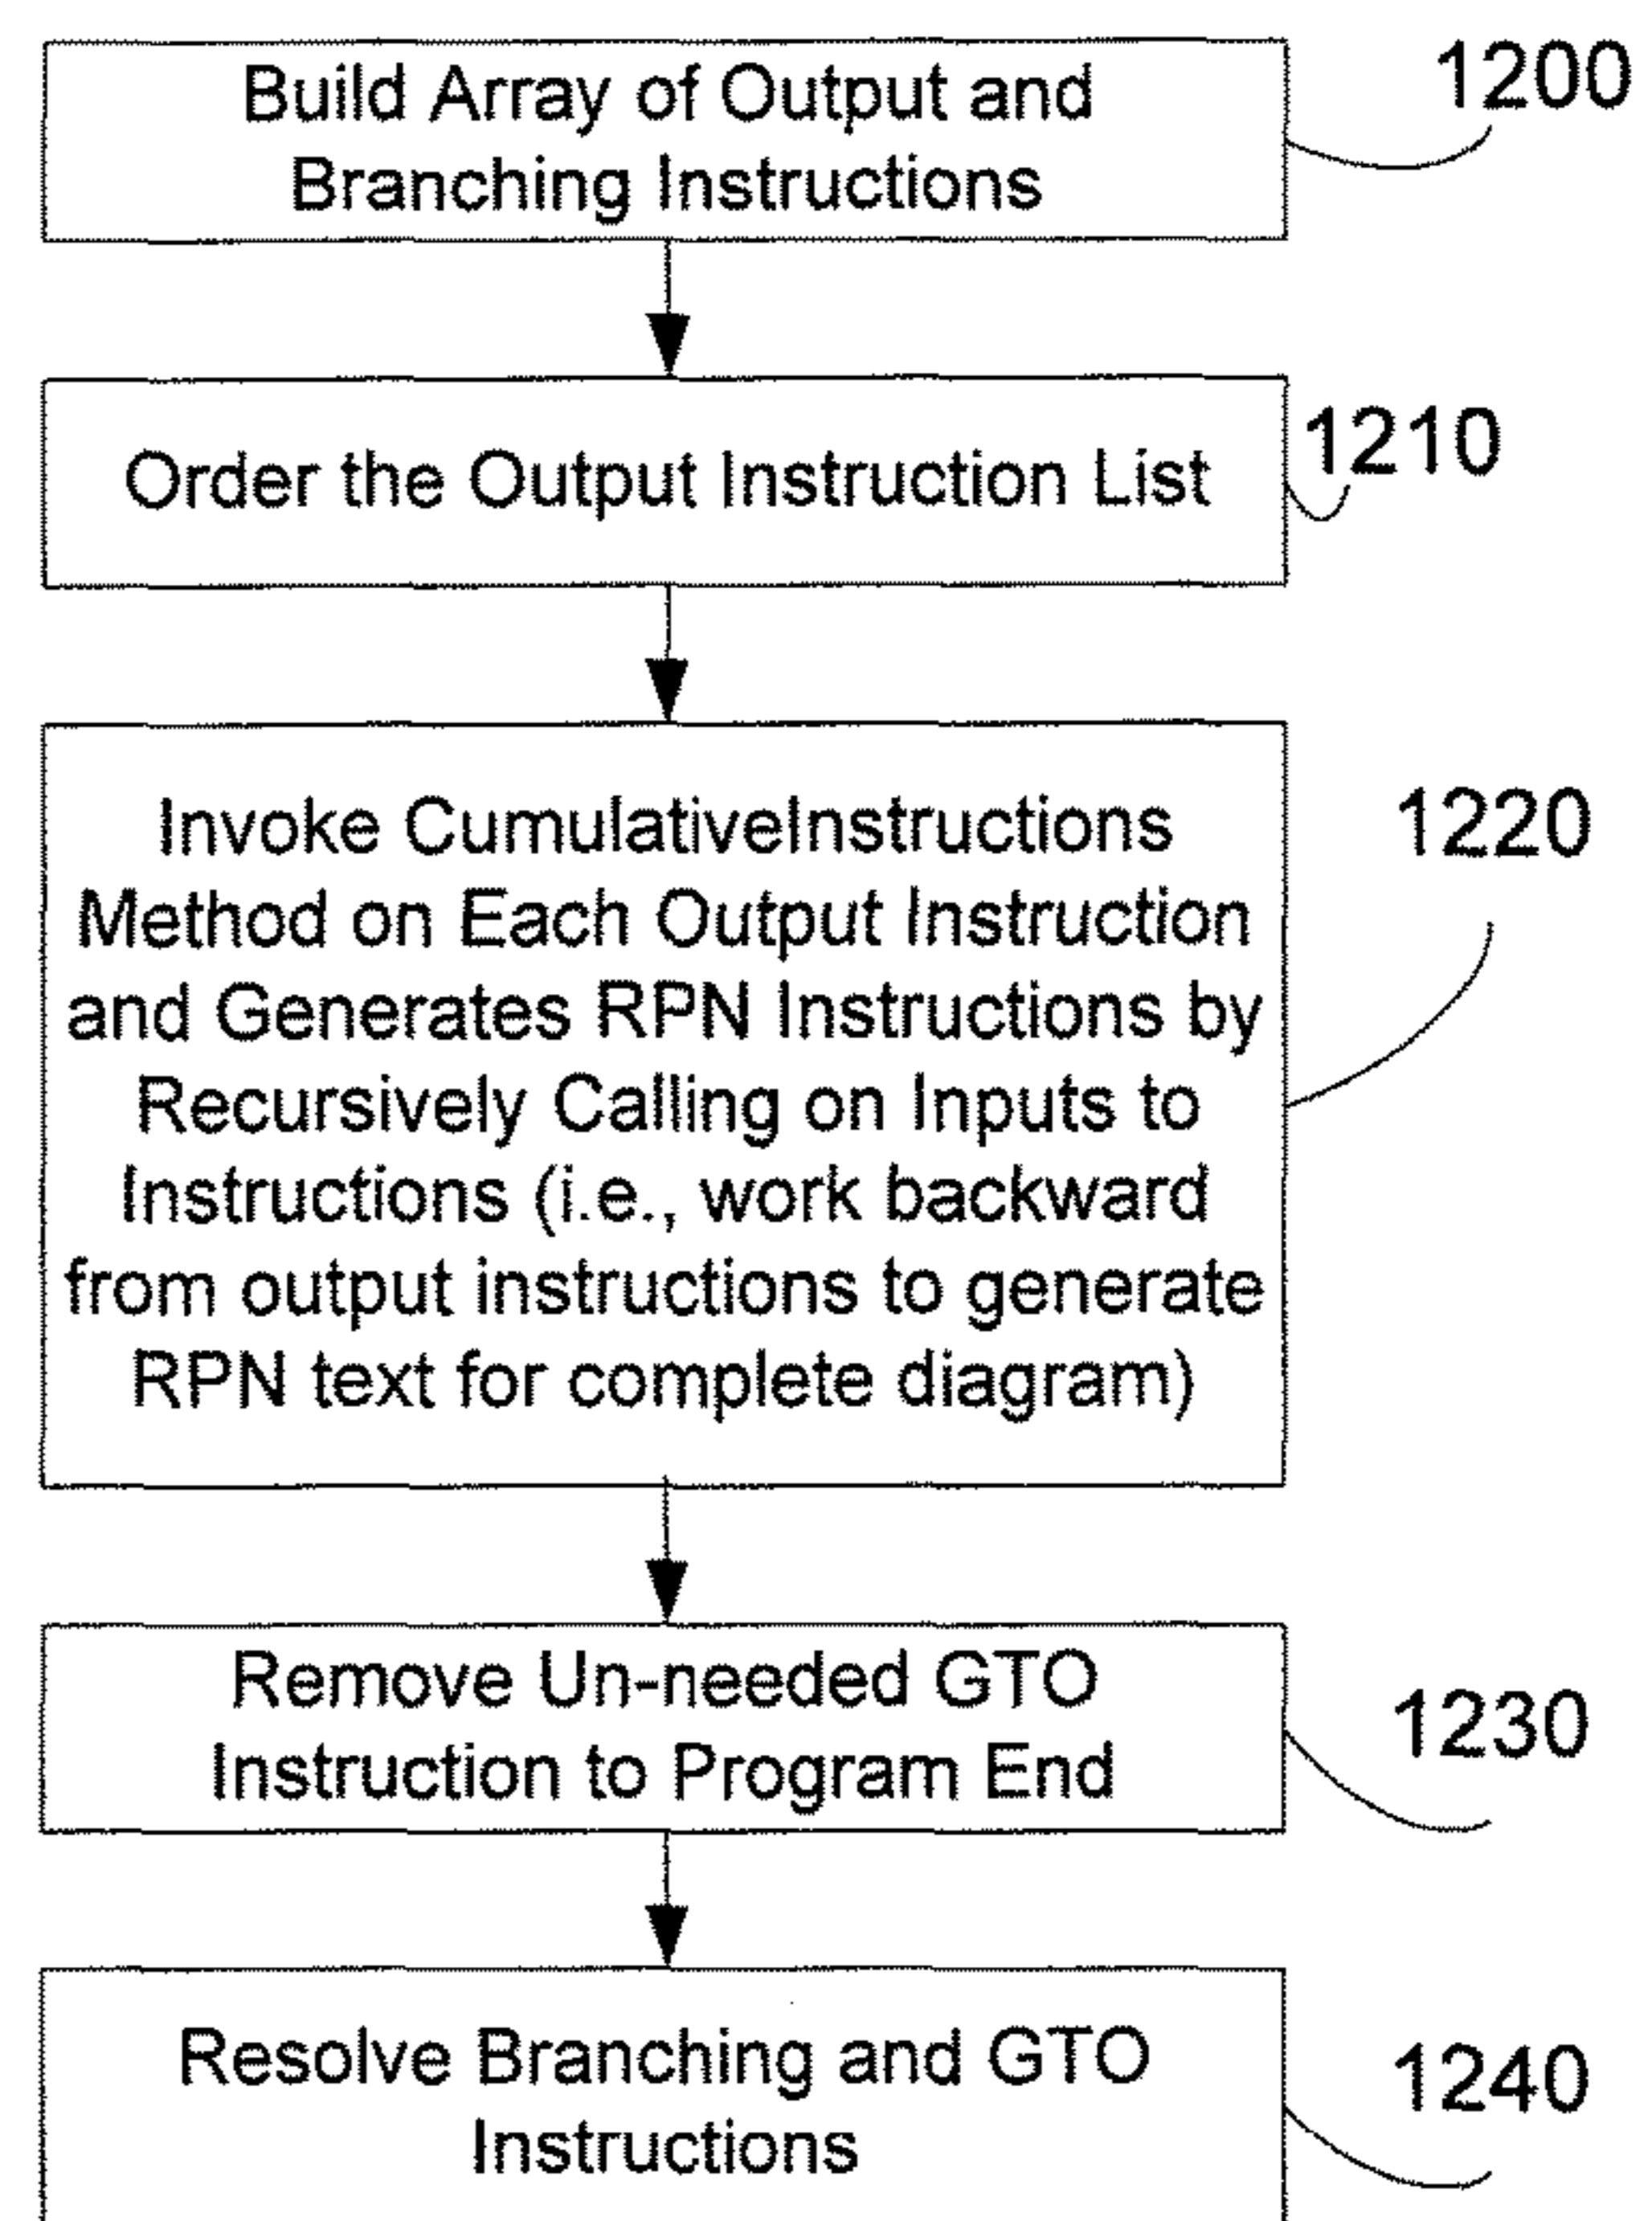 Build Array of Output and
Branching Instructions
1200
Order the Output Instruction List
1210
Invoke CumulativeInstructions
Method on Each Output Instruction
and Generates RPN Instructions by
Recursively Calling on Inputs to
Instructions (i.e., work backward
from output instructions to generate
RPN text for complete diagram)
1220
Remove Un-needed GTO
Instruction to Program End
1230
Resolve Branching and GTO
Instructions
1240